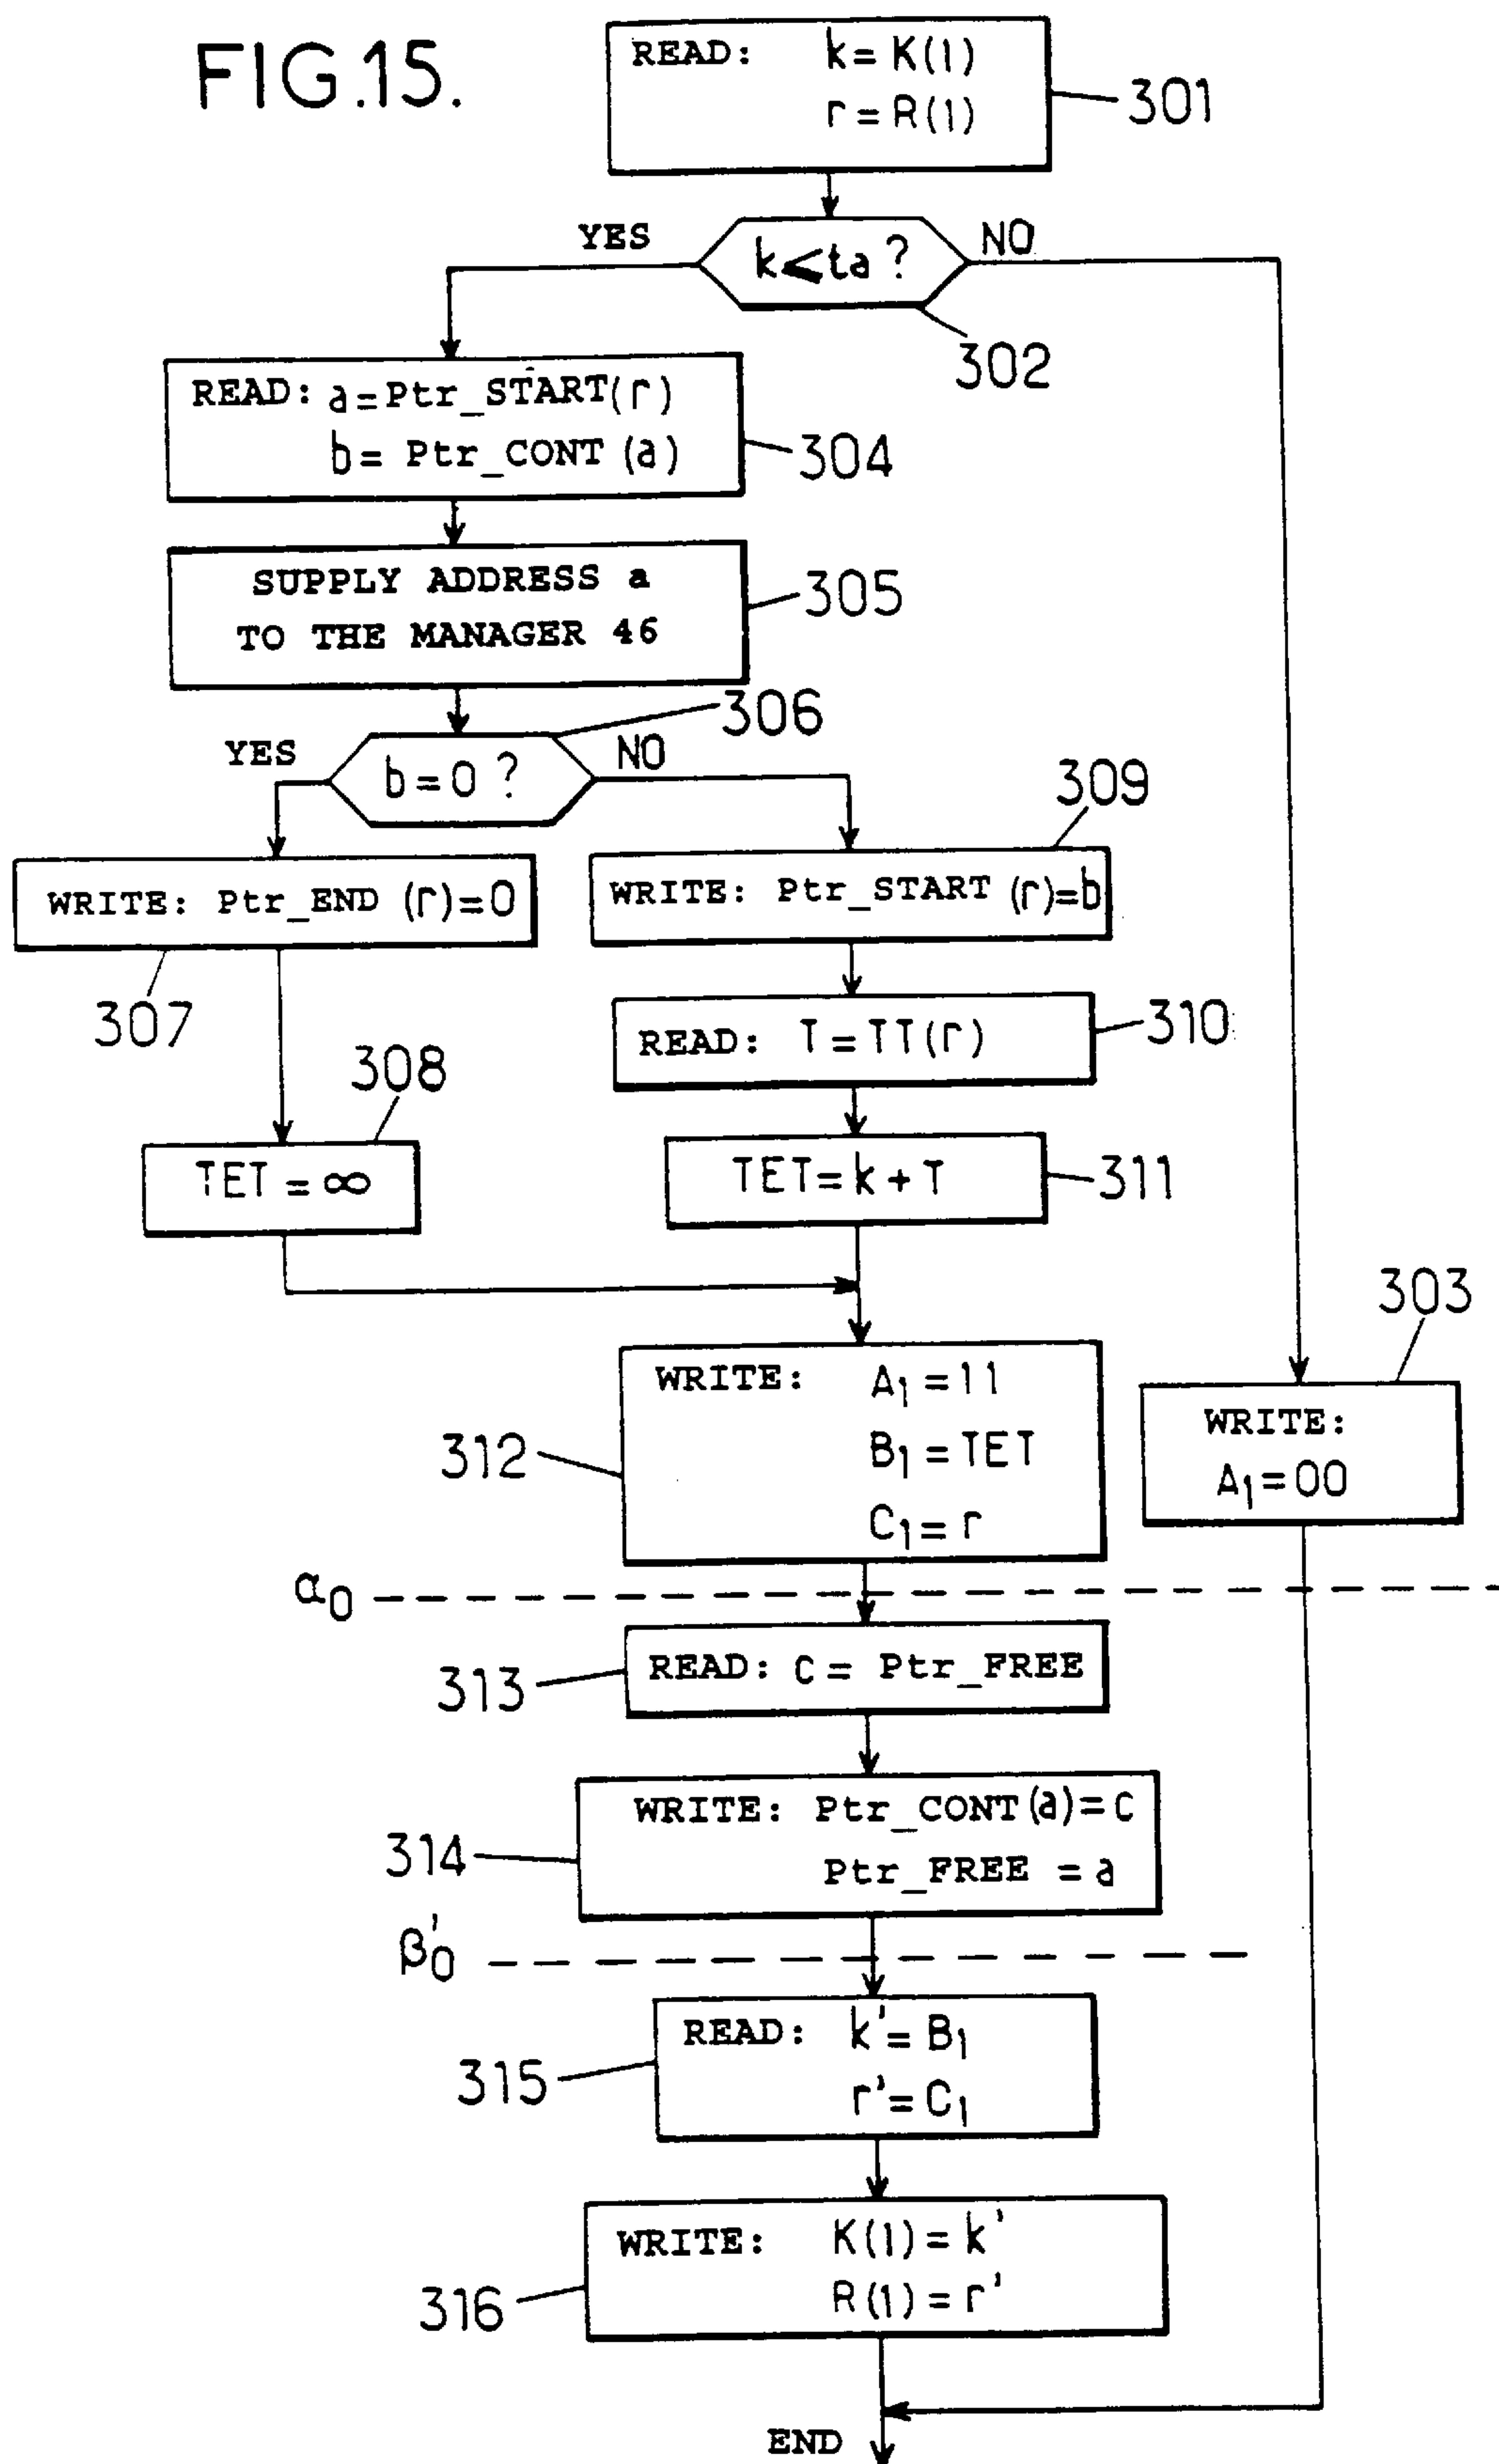 FIG.15.
READ: k=K(1)
r=R(1)
301
YES
k⩽ta ?
NO
302
READ: a=Ptr_START(r)
b= Ptr_CONT (a)
304
SUPPLY ADDRESS a
TO THE MANAGER 46
305
306
YES
b=0 ?
NO
309
WRITE: Ptr_END (r)=0
WRITE: Ptr_START (r)=b
307
READ: T=TT(r)
310
308
TET=∞
TET=k+T
311
303
WRITE: A₁=11
B₁=TET
C₁=r
312
WRITE:
A₁=00
α₀
READ: c= Ptr_FREE
313
WRITE: Ptr_CONT(a)=c
Ptr_FREE =a
314
β'₀
READ: k'=B₁
r'=C₁
315
WRITE: K(1)=k'
R(1)=r'
316
END